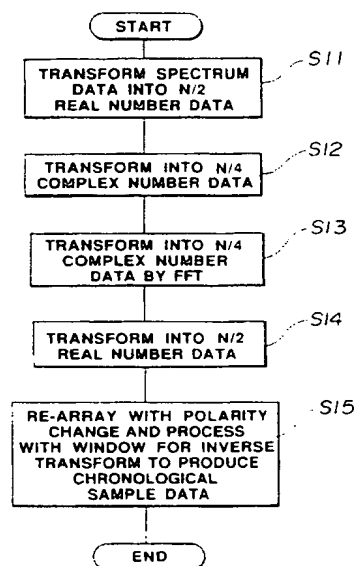 START
S11
TRANSFORM SPECTRUM
DATA INTO N/2
REAL NUMBER DATA
S12
TRANSFORM INTO N/4
COMPLEX NUMBER DATA
S13
TRANSFORM INTO N/4
COMPLEX NUMBER
DATA BY FFT
S14
TRANSFORM INTO N/2
REAL NUMBER DATA
S15
RE-ARRAY WITH POLARITY
CHANGE AND PROCESS
WITH WINDOW FOR INVERSE
TRANSFORM TO PRODUCE
CHRONOLOGICAL
SAMPLE DATA
END